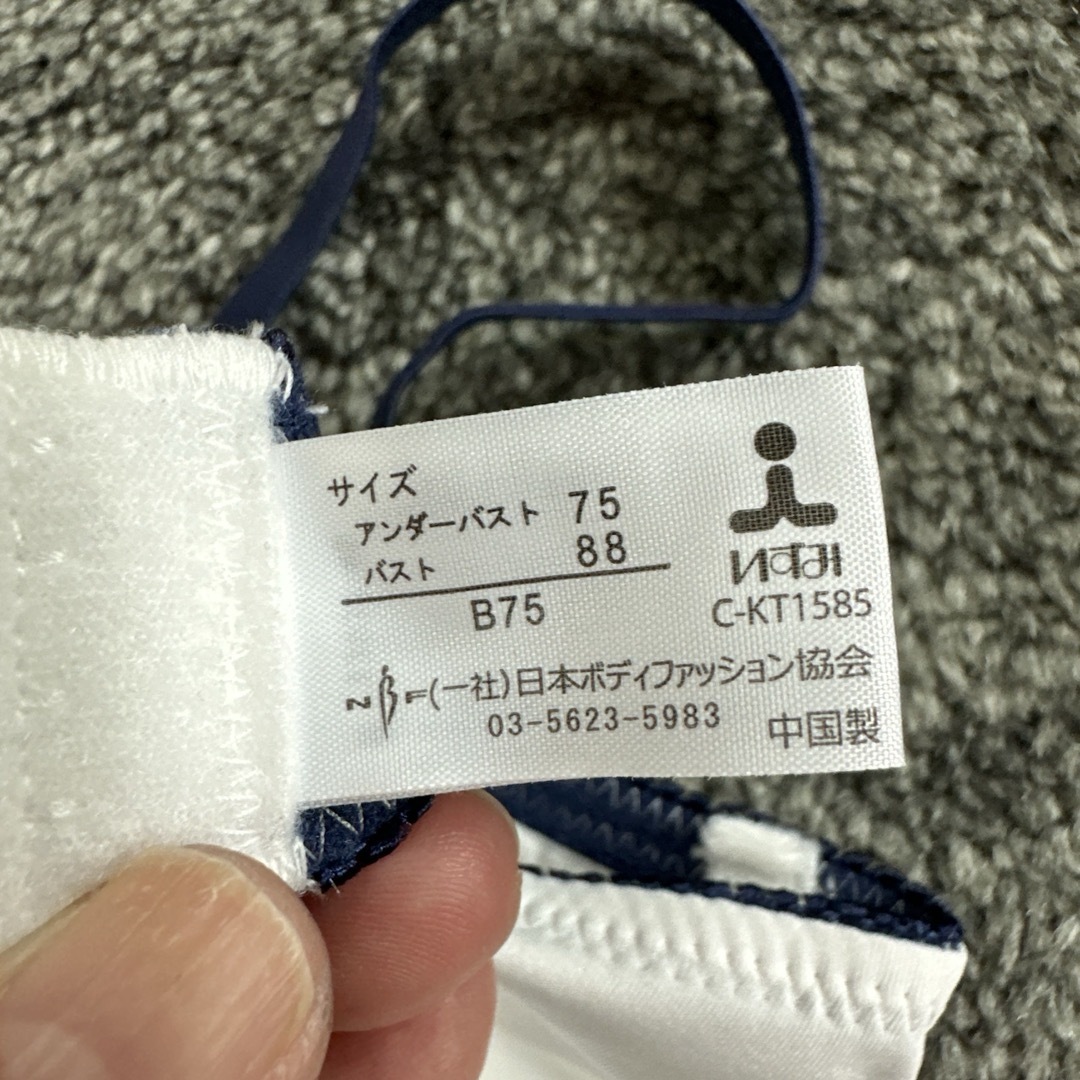 サイズ
アンダーバスト 75
バスト 88
B75
いずみ
C-KT1585
NBF(一社)日本ボディファッション協会
03-5623-5983
中国製